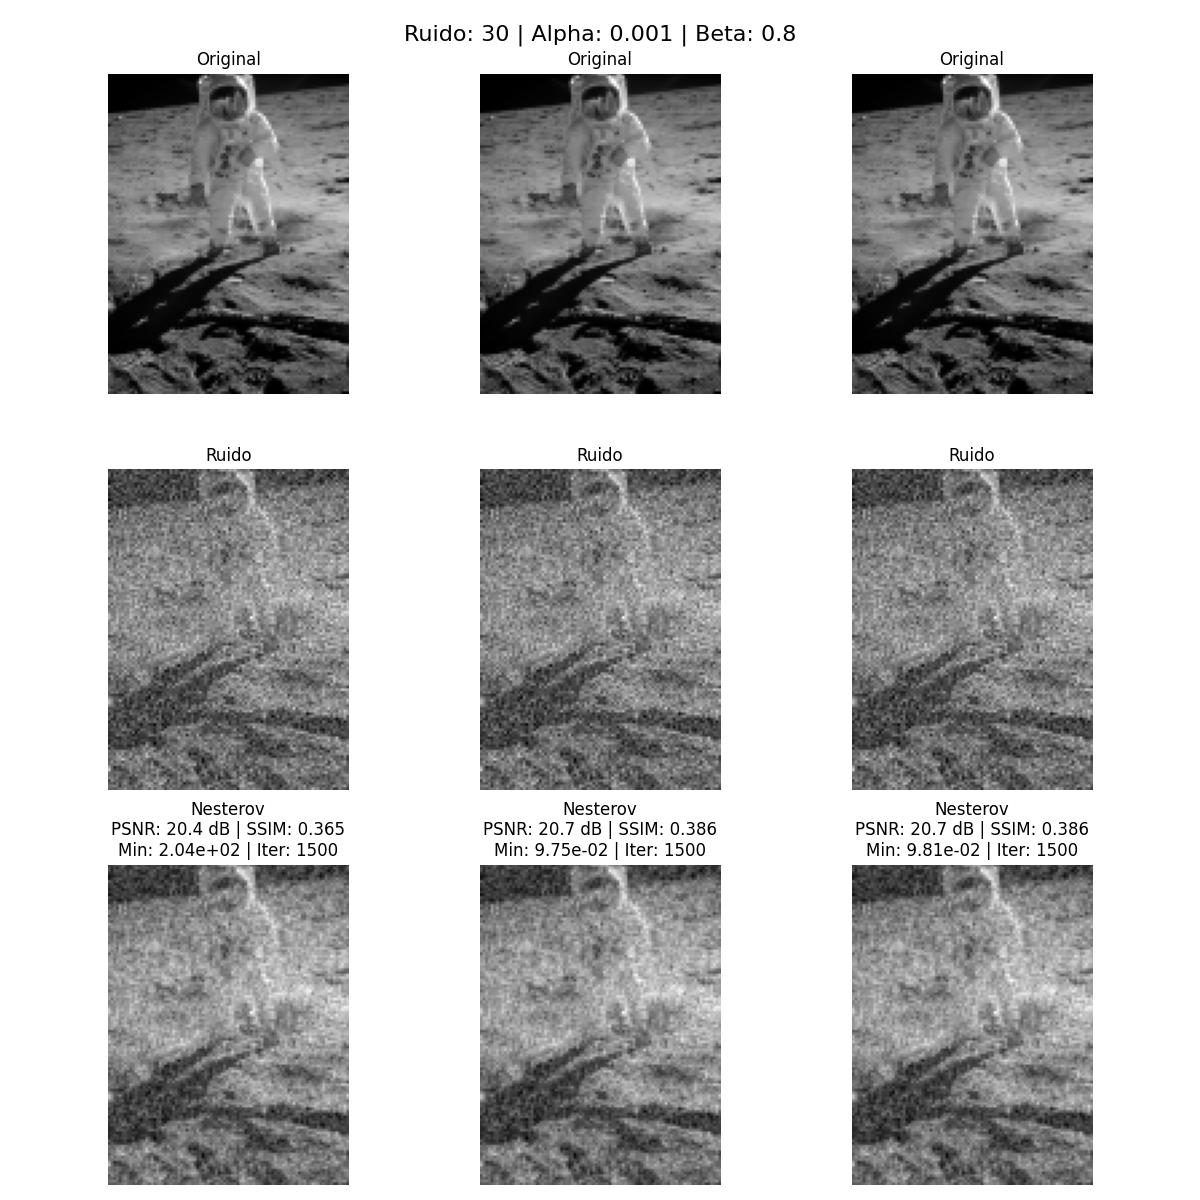 Ruido: 30 | Alpha: 0.001 | Beta: 0.8
Original
Original
Original
Ruido
Ruido
Ruido
Nesterov
PSNR: 20.4 dB | SSIM: 0.365
Min: 2.04e+02 | Iter: 1500
Nesterov
PSNR: 20.7 dB | SSIM: 0.386
Min: 9.75e-02 | Iter: 1500
Nesterov
PSNR: 20.7 dB | SSIM: 0.386
Min: 9.81e-02 | Iter: 1500